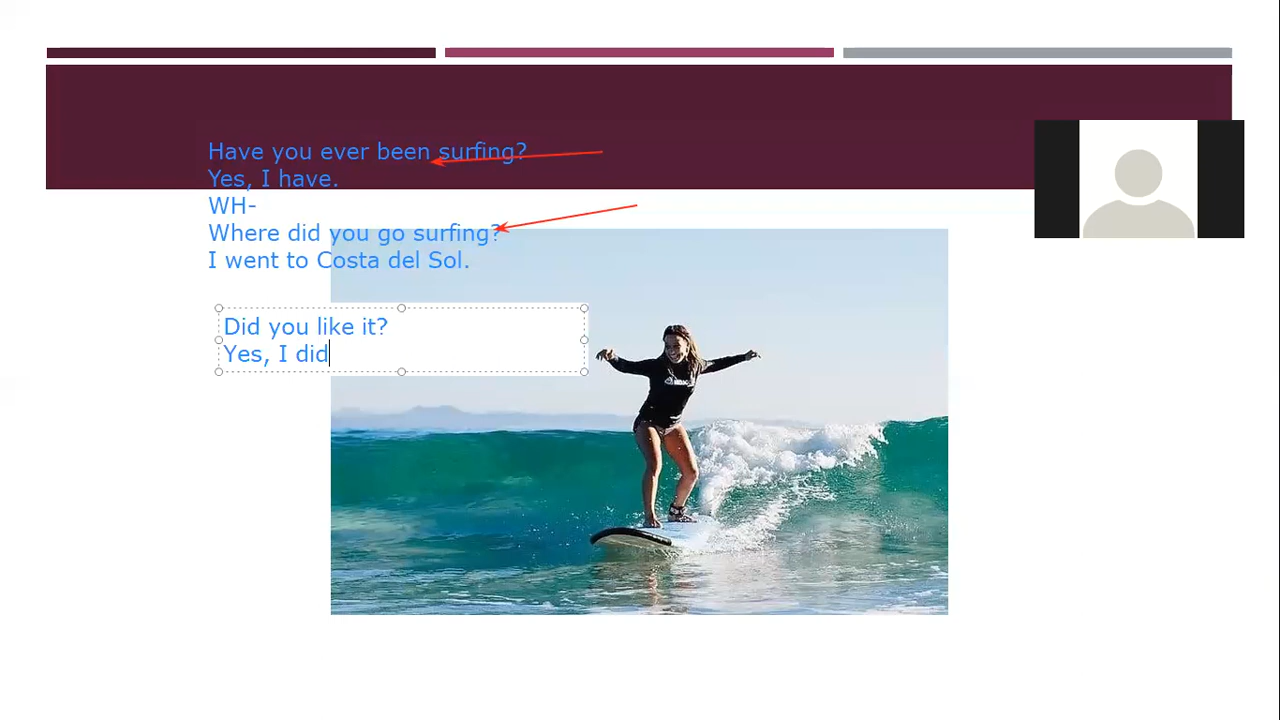 Have you ever been surfing?
Yes, I have.
WH-
Where did you go surfing?
I went to Costa del Sol.
Did you like it?
Yes, I did